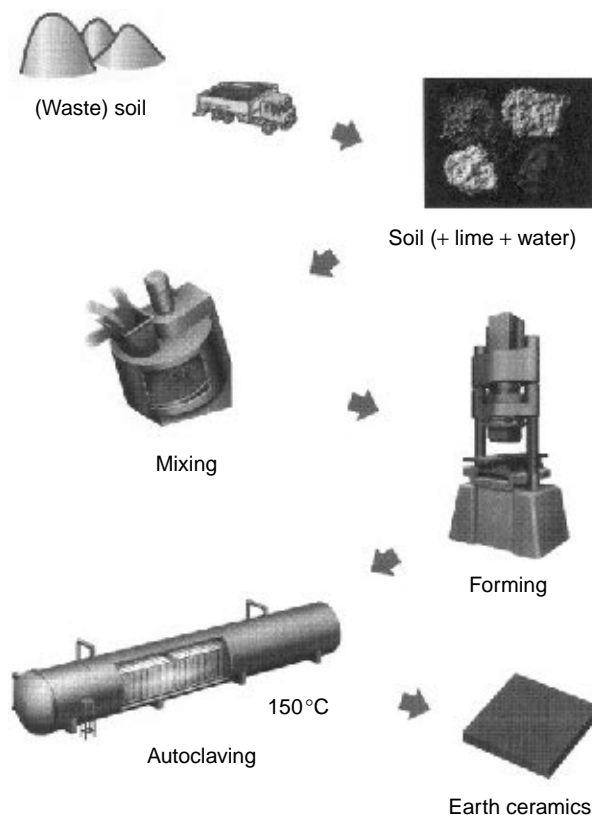 (Waste) soil
Soil (+ lime + water)
Mixing
Forming
150°C
Autoclaving
Earth ceramics